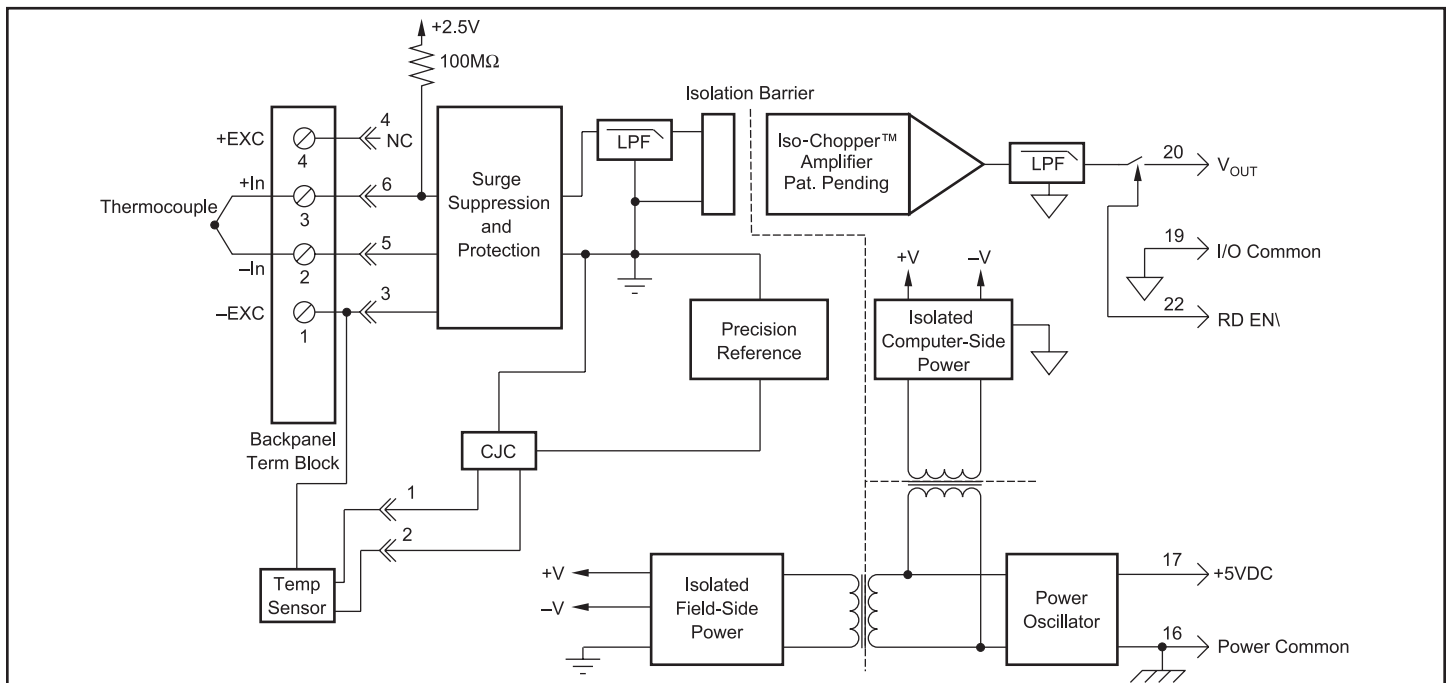 +2.5V
100MΩ
Isolation Barrier
+EXC
4
4
NC
+In
3
6
Thermocouple
–In
2
5
–EXC
1
3
Surge
Suppression
and
Protection
LPF
Iso-Chopper™
Amplifier
Pat. Pending
LPF
20
VOUT
19
I/O Common
22
RD EN\
+V
–V
Isolated
Computer-Side
Power
Precision
Reference
Backpanel
Term Block
CJC
1
2
Temp
Sensor
+V
–V
Isolated
Field-Side
Power
Power
Oscillator
17
+5VDC
16
Power Common